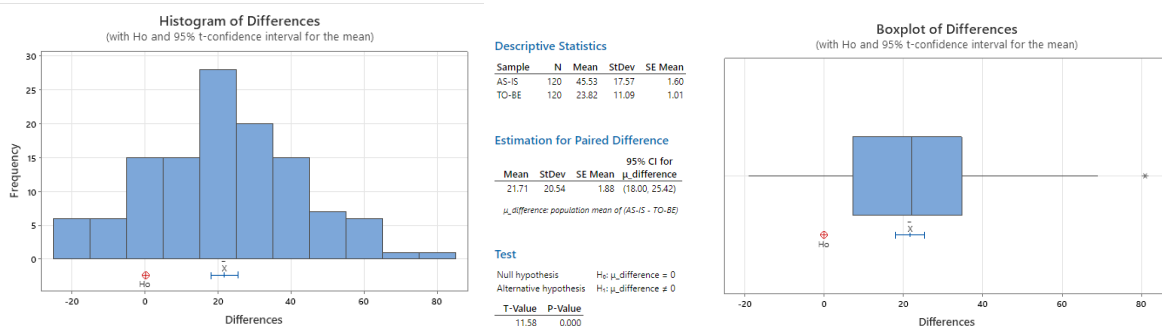 Histogram of Differences
(with Ho and 95% t-confidence interval for the mean)
30
25
20
15
10
5
0
Frequency
X
Ho
-20 0 20 40 60 80
Differences
Descriptive Statistics
Sample N Mean StDev SE Mean
AS-IS 120 45.53 17.57 1.60
TO-BE 120 23.82 11.09 1.01
Estimation for Paired Difference
95% CI for
Mean StDev SE Mean μ_difference
21.71 20.54 1.88 (18.00, 25.42)
μ_difference: population mean of (AS-IS - TO-BE)
Test
Null hypothesis H₀: μ_difference = 0
Alternative hypothesis H₁: μ_difference ≠ 0
T-Value P-Value
11.58 0.000
Boxplot of Differences
(with Ho and 95% t-confidence interval for the mean)
X
Ho
-20 0 20 40 60 80
Differences